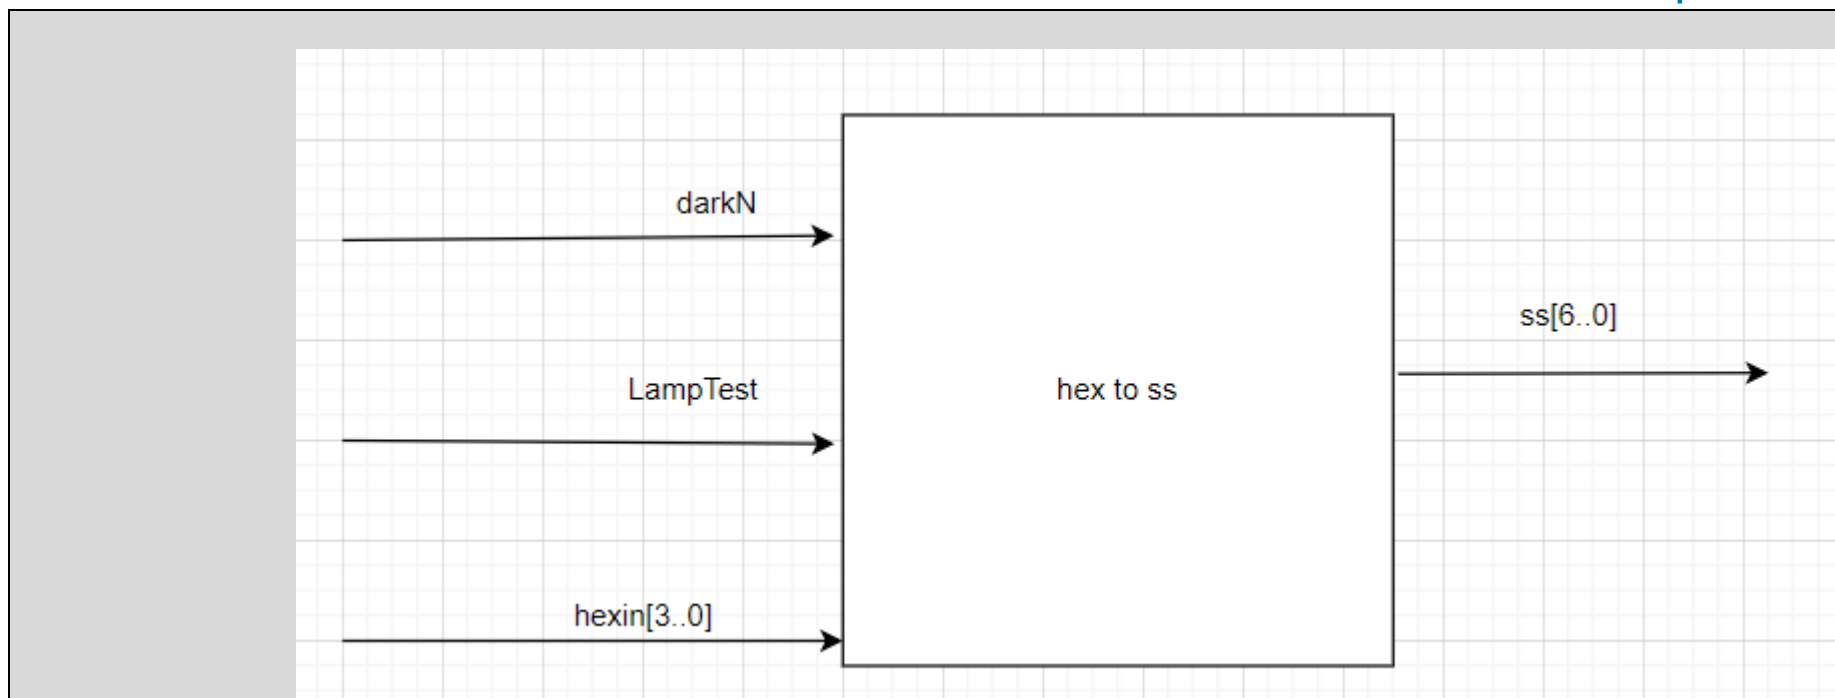 darkN
ss[6..0]
LampTest
hex to ss
hexin[3..0]